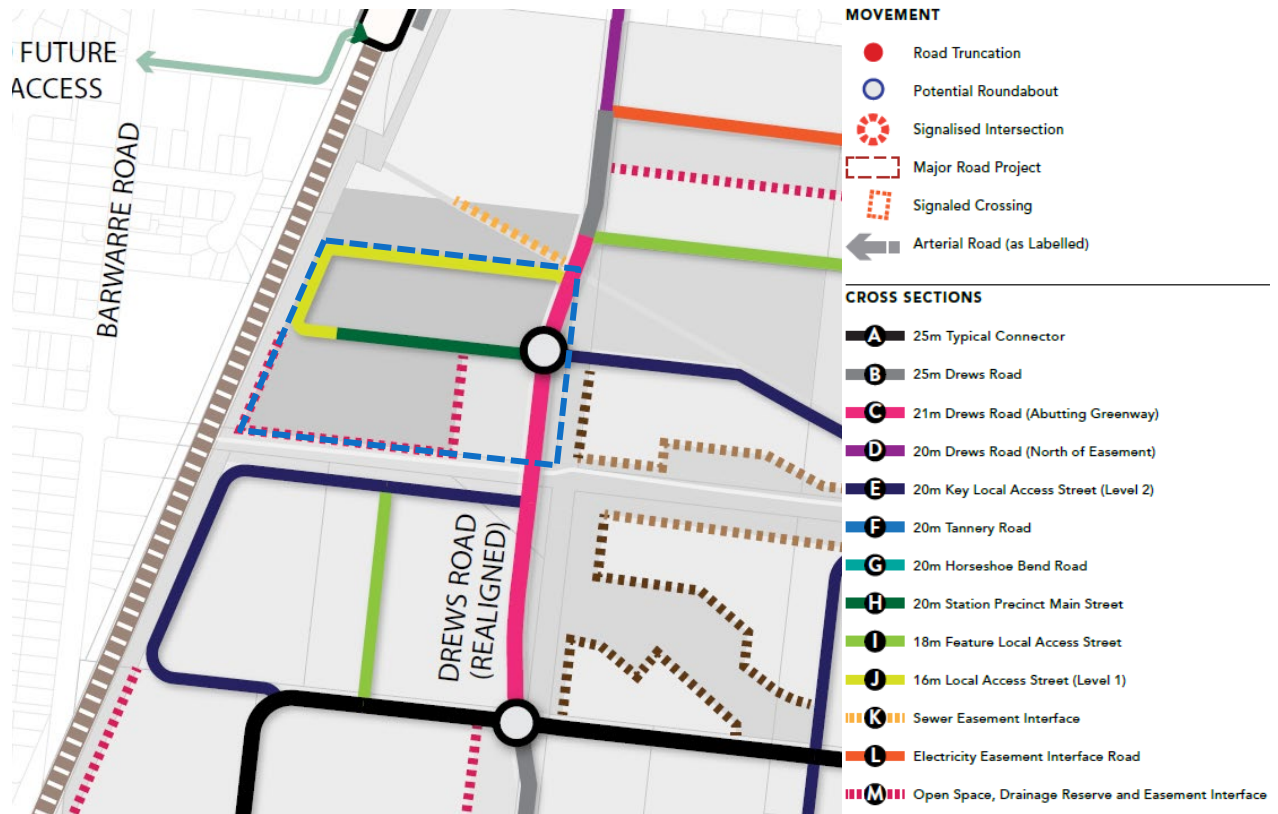 FUTURE
ACCESS
BARWARRE ROAD
DREWS ROAD
(REALIGNED)
MOVEMENT
Road Truncation
Potential Roundabout
Signalised Intersection
Major Road Project
Signaled Crossing
Arterial Road (as Labelled)
CROSS SECTIONS
A 25m Typical Connector
B 25m Drews Road
C 21m Drews Road (Abutting Greenway)
D 20m Drews Road (North of Easement)
E 20m Key Local Access Street (Level 2)
F 20m Tannery Road
G 20m Horseshoe Bend Road
H 20m Station Precinct Main Street
I 18m Feature Local Access Street
J 16m Local Access Street (Level 1)
K Sewer Easement Interface
L Electricity Easement Interface Road
M Open Space, Drainage Reserve and Easement Interface